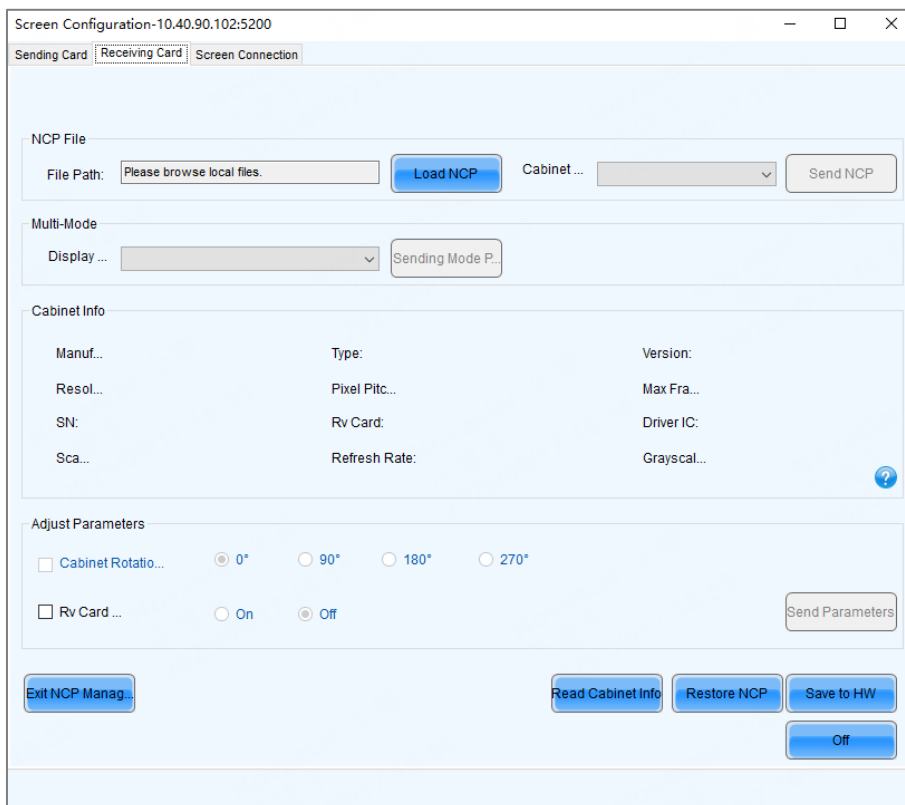 Screen Configuration-10.40.90.102:5200
Sending Card Receiving Card Screen Connection
NCP File
File Path: Please browse local files. Load NCP Cabinet ... Send NCP
Multi-Mode
Display ... Sending Mode P...
Cabinet Info
Manuf... Type: Version:
Resol... Pixel Pitc... Max Fra...
SN: Rv Card: Driver IC:
Sca... Refresh Rate: Grayscal...
?
Adjust Parameters
Cabinet Rotatio... 0° 90° 180° 270°
Rv Card ... On Off Send Parameters
Exit NCP Manag... Read Cabinet Info Restore NCP Save to HW
Off